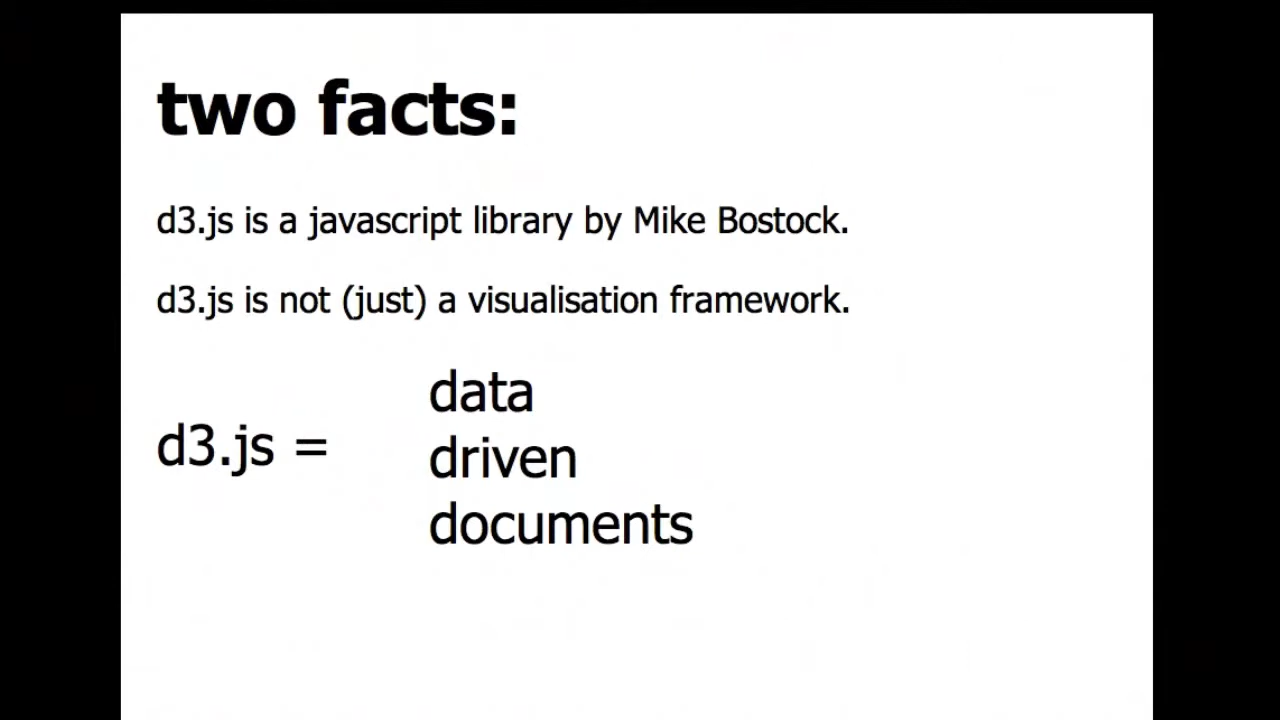 two facts:
d3.js is a javascript library by Mike Bostock.
d3.js is not (just) a visualisation framework.
d3.js =
data
driven
documents